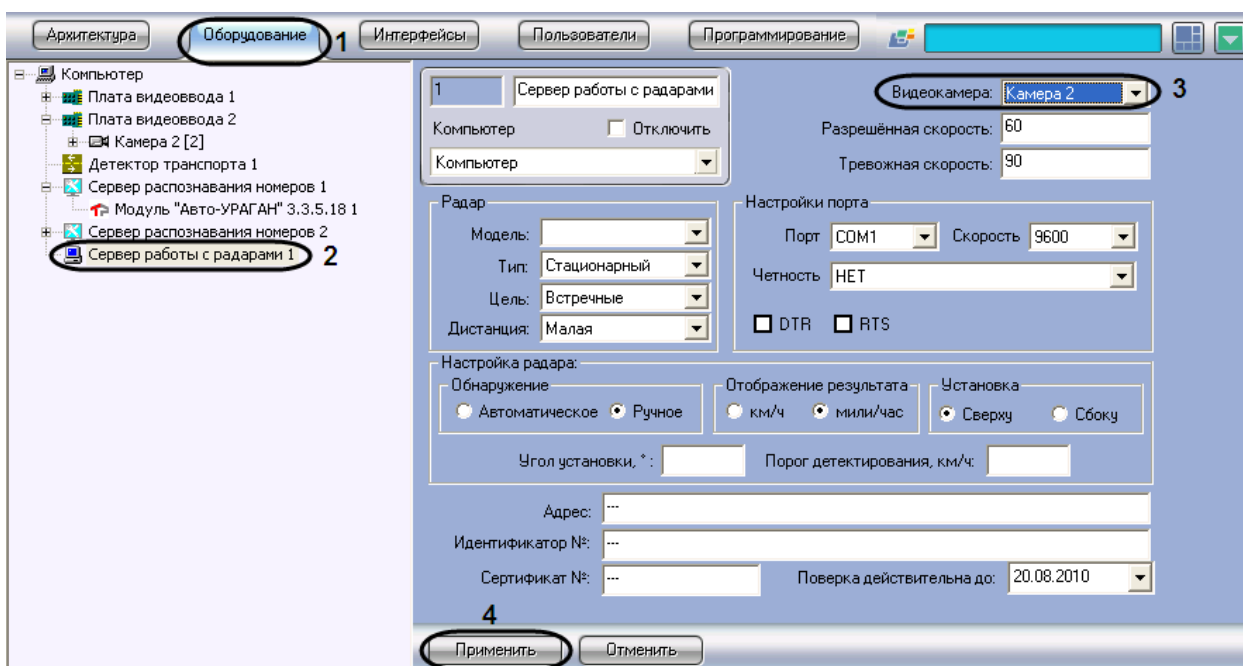 Архитектура Оборудование 1 Интерфейсы Пользователи Программирование
Компьютер
Плата видеоввода 1
Плата видеоввода 2
Камера 2 [2]
Детектор транспорта 1
Сервер распознавания номеров 1
Модуль "Авто-УРАГАН" 3.3.5.18 1
Сервер распознавания номеров 2
Сервер работы с радарами 1 2
1 Сервер работы с радарами
Компьютер Отключить
Компьютер
Видеокамера: Камера 2 3
Разрешённая скорость: 60
Тревожная скорость: 90
Радар
Модель:
Тип: Стационарный
Цель: Встречные
Дистанция: Малая
Настройки порта
Порт COM1 Скорость 9600
Четность НЕТ
DTR RTS
Настройка радара:
Обнаружение
Автоматическое Ручное
Отображение результата
км/ч мили/час
Установка
Сверху Сбоку
Угол установки, ° : Порог детектирования, км/ч:
Адрес: ---
Идентификатор №: ---
Сертификат №: --- Поверка действительна до: 20.08.2010
4
Применить Отменить